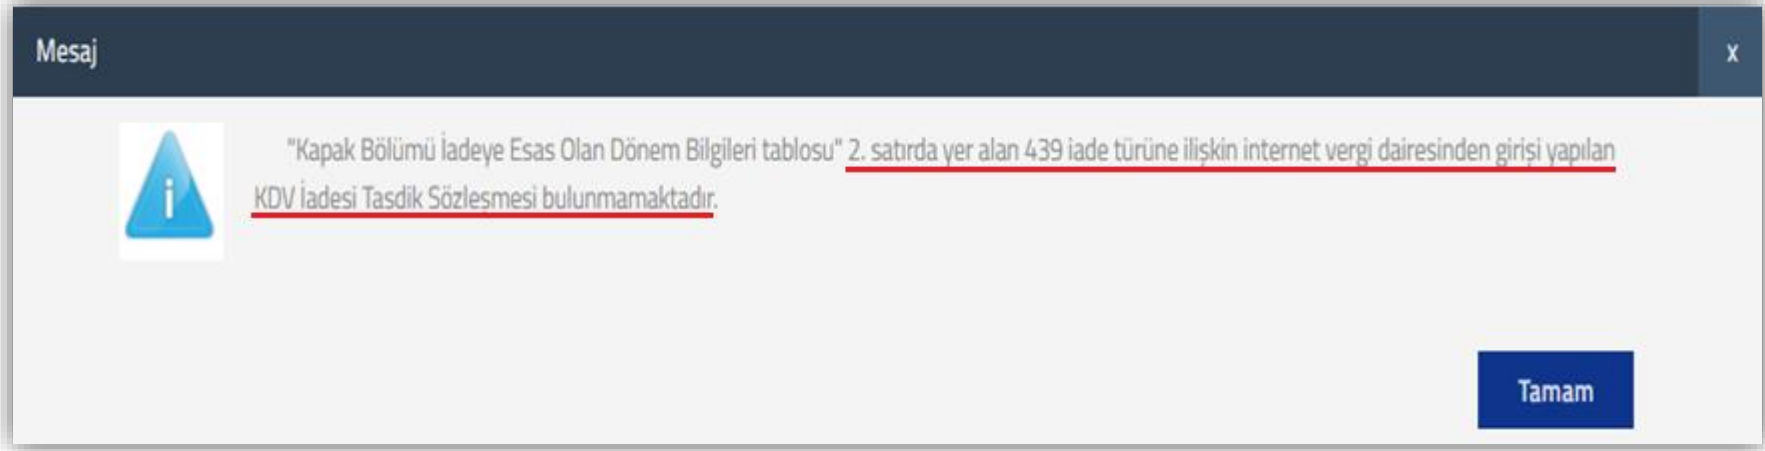 Mesaj
x
"Kapak Bölümü İadeye Esas Olan Dönem Bilgileri tablosu" 2. satırda yer alan 439 iade türüne ilişkin internet vergi dairesinden girişi yapılan
KDV İadesi Tasdik Sözleşmesi bulunmamaktadır.
Tamam